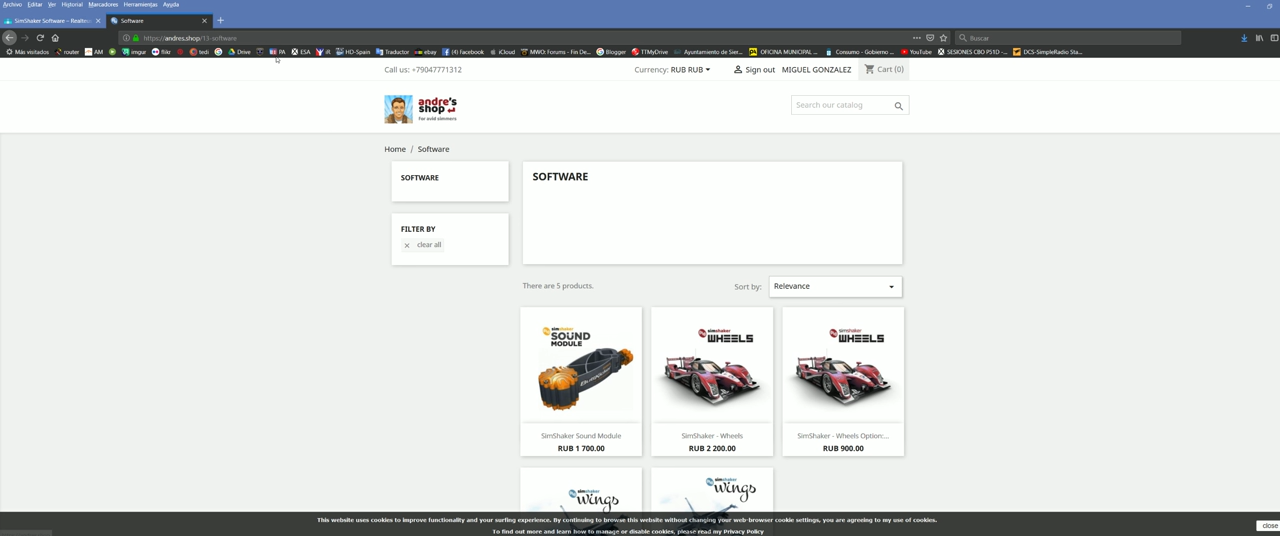 Archivo Editar Ver Historial Marcadores Herramientas Ayuda
SimShaker Software – Realteus Software
https://andres.shop/13-software Buscar
Más visitados router AM imgur flikr tedi Drive PA ESA iR HD-Spain Traductor ebay (4) Facebook iCloud MWO: Forums - Fin De... Blogger TTMyDrive Ayuntamiento de Sier... OFICINA MUNICIPAL ... Consumo - Gobierno ... YouTube SESIONES CBO P51D -... DCS-SimpleRadio Sta...
Call us: +79047771312 Currency: RUB RUB Sign out MIGUEL GONZALEZ Cart (0)
andre's
shop
for avid simmers
Search our catalog
Home / Software
SOFTWARE
FILTER BY
clear all
SOFTWARE
There are 5 products. Sort by: Relevance
simshaker
SOUND
MODULE
simshaker
WHEELS
simshaker
WHEELS
SimShaker Sound Module
RUB 1 700.00
SimShaker - Wheels
RUB 2 200.00
SimShaker - Wheels Option:...
RUB 900.00
simshaker
wings
simshaker
wings
This website uses cookies to improve functionality and your surfing experience. By continuing to browse this website without changing your web-browser cookie settings, you are agreeing to my use of cookies.
To find out more and learn how to manage or disable cookies, please read my Privacy Policy
close